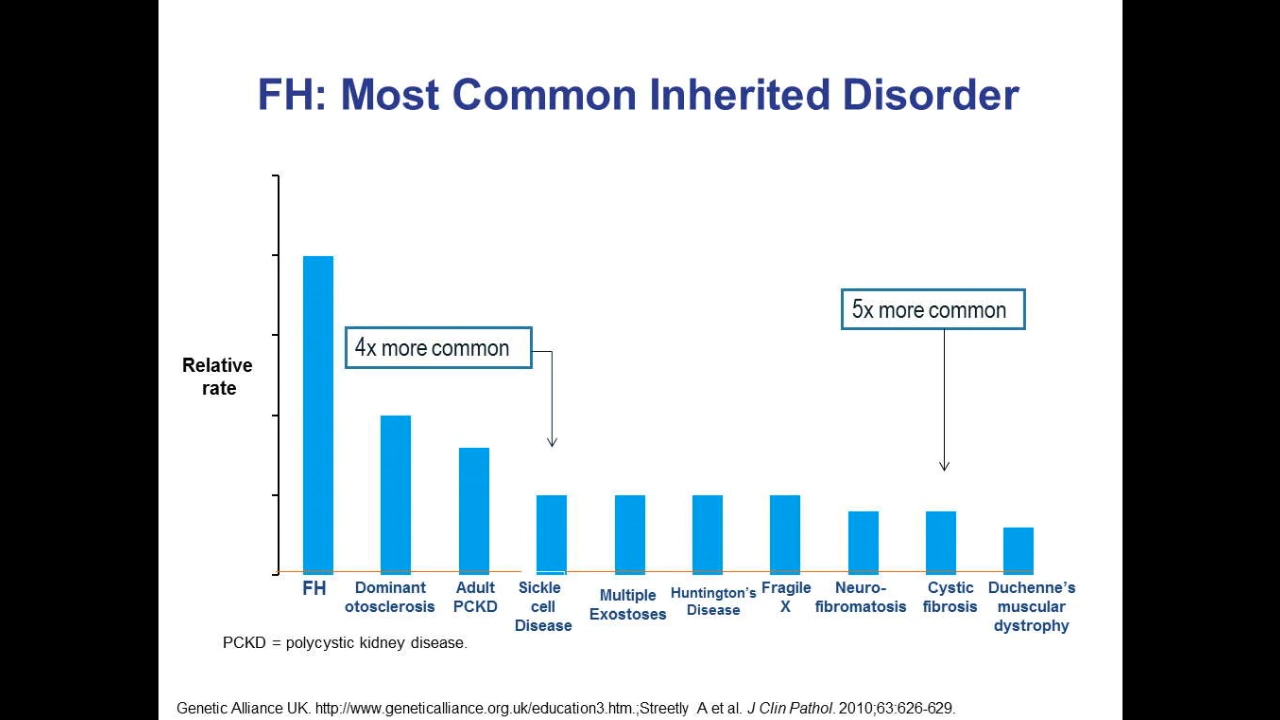 FH: Most Common Inherited Disorder
5x more common
4x more common
Relative
rate
FH
Dominant
otosclerosis
Adult
PCKD
Sickle
cell
Disease
Multiple
Exostoses
Huntington's
Disease
Fragile
X
Neuro-
fibromatosis
Cystic
fibrosis
Duchenne's
muscular
dystrophy
PCKD = polycystic kidney disease.
Genetic Alliance UK. http://www.geneticalliance.org.uk/education3.htm.;Streetly A et al. J Clin Pathol. 2010;63:626-629.